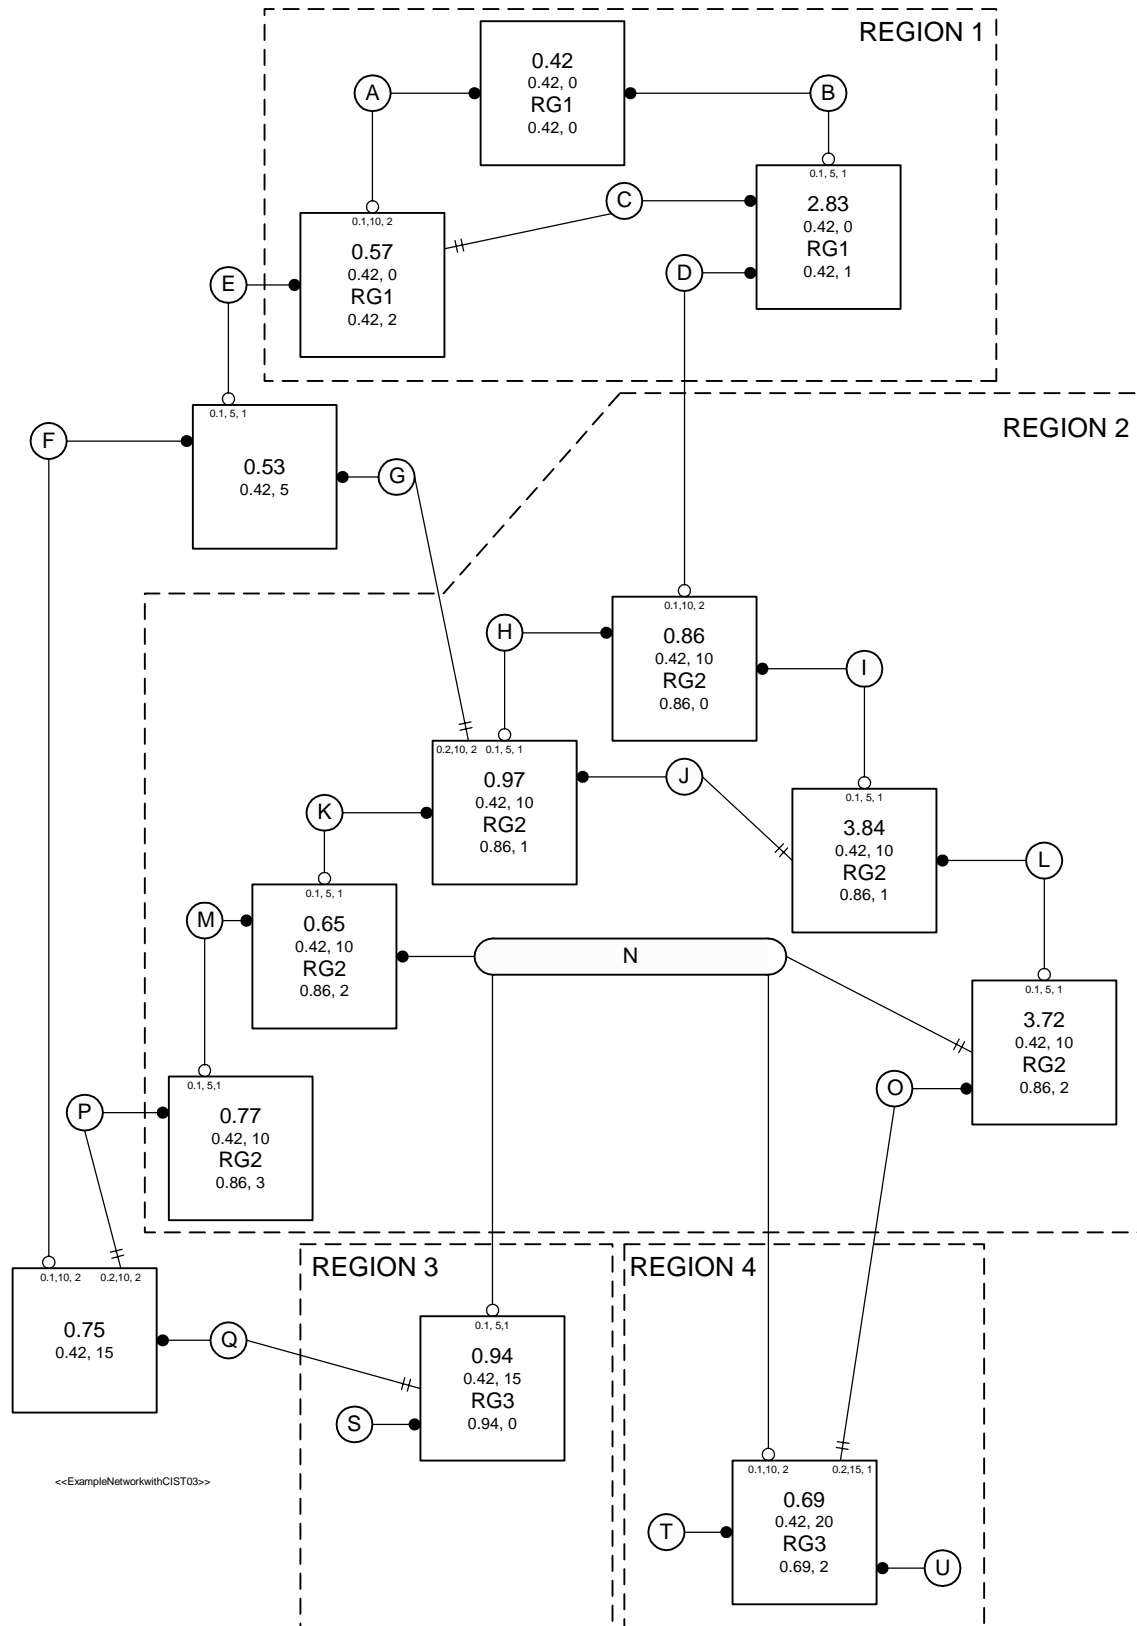 REGION 1
0.42
0.42, 0
RG1
0.42, 0
A
B
0.1, 5, 1
2.83
0.42, 0
RG1
0.42, 1
C
0.1,10, 2
0.57
0.42, 0
RG1
0.42, 2
D
E
0.1, 5, 1
0.53
0.42, 5
F
G
REGION 2
0.1,10, 2
0.86
0.42, 10
RG2
0.86, 0
H
I
0.2,10, 2 0.1, 5, 1
0.97
0.42, 10
RG2
0.86, 1
J
0.1, 5, 1
3.84
0.42, 10
RG2
0.86, 1
K
L
0.1, 5, 1
0.65
0.42, 10
RG2
0.86, 2
M
N
0.1, 5, 1
3.72
0.42, 10
RG2
0.86, 2
O
0.1, 5,1
0.77
0.42, 10
RG2
0.86, 3
P
0.1,10, 2 0.2,10, 2
0.75
0.42, 15
Q
REGION 3
0.1, 5,1
0.94
0.42, 15
RG3
0.94, 0
S
REGION 4
0.1,10, 2 0.2,15, 1
0.69
0.42, 20
RG3
0.69, 2
T
U
<<ExampleNetworkwithCIST03>>